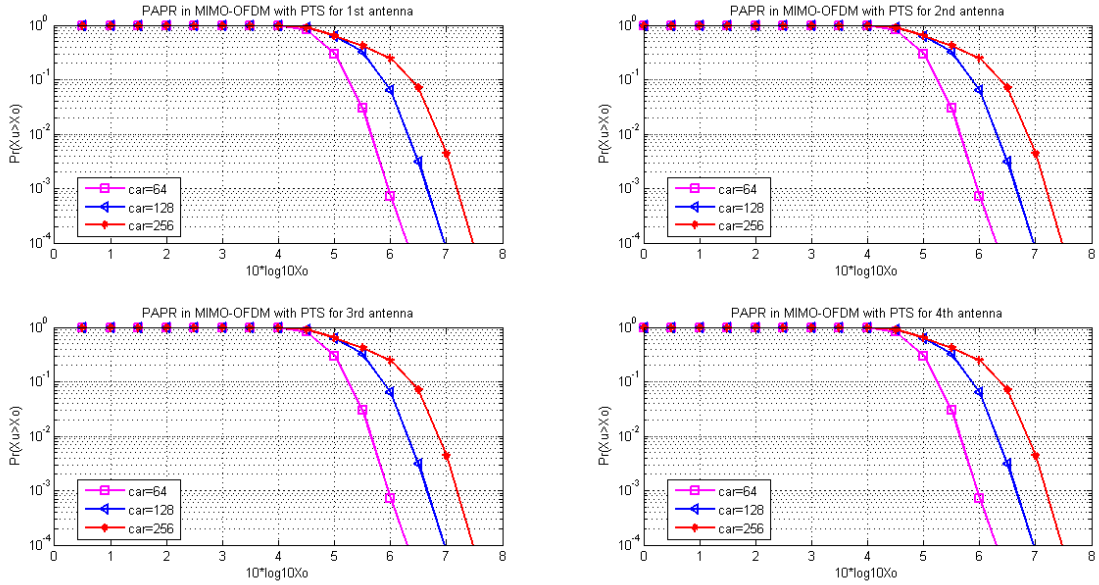 PAPR in MIMO-OFDM with PTS for 1st antenna
10^0
10^-1
10^-2
10^-3
10^-4
Pr(Xu>Xo)
car=64
car=128
car=256
0 1 2 3 4 5 6 7 8
10*log10Xo
PAPR in MIMO-OFDM with PTS for 2nd antenna
10^0
10^-1
10^-2
10^-3
10^-4
Pr(Xu>Xo)
car=64
car=128
car=256
0 1 2 3 4 5 6 7 8
10*log10Xo
PAPR in MIMO-OFDM with PTS for 3rd antenna
10^0
10^-1
10^-2
10^-3
10^-4
Pr(Xu>Xo)
car=64
car=128
car=256
0 1 2 3 4 5 6 7 8
10*log10Xo
PAPR in MIMO-OFDM with PTS for 4th antenna
10^0
10^-1
10^-2
10^-3
10^-4
Pr(Xu>Xo)
car=64
car=128
car=256
0 1 2 3 4 5 6 7 8
10*log10Xo